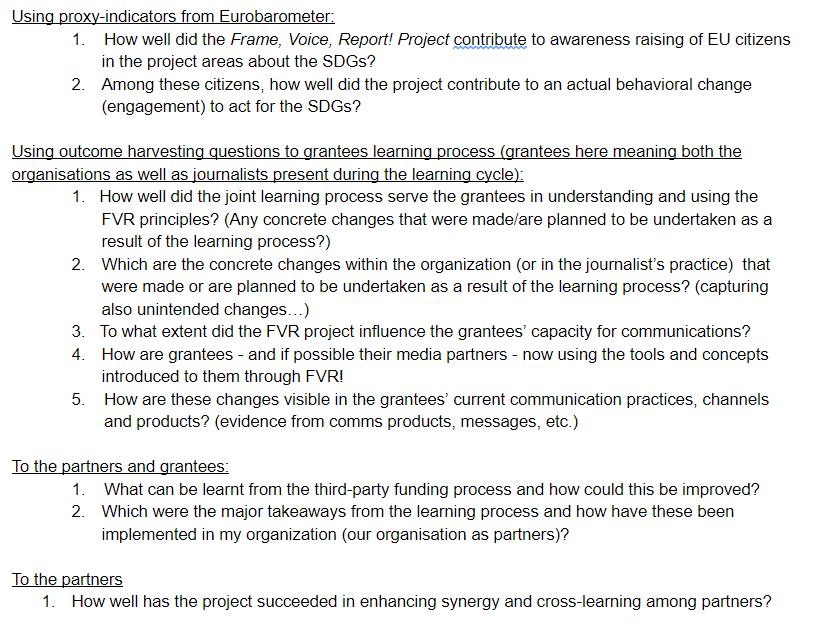 Using proxy-indicators from Eurobarometer:
1. How well did the Frame, Voice, Report! Project contribute to awareness raising of EU citizens
in the project areas about the SDGs?
2. Among these citizens, how well did the project contribute to an actual behavioral change
(engagement) to act for the SDGs?
Using outcome harvesting questions to grantees learning process (grantees here meaning both the
organisations as well as journalists present during the learning cycle):
1. How well did the joint learning process serve the grantees in understanding and using the
FVR principles? (Any concrete changes that were made/are planned to be undertaken as a
result of the learning process?)
2. Which are the concrete changes within the organization (or in the journalist's practice) that
were made or are planned to be undertaken as a result of the learning process? (capturing
also unintended changes…)
3. To what extent did the FVR project influence the grantees' capacity for communications?
4. How are grantees - and if possible their media partners - now using the tools and concepts
introduced to them through FVR!
5. How are these changes visible in the grantees' current communication practices, channels
and products? (evidence from comms products, messages, etc.)
To the partners and grantees:
1. What can be learnt from the third-party funding process and how could this be improved?
2. Which were the major takeaways from the learning process and how have these been
implemented in my organization (our organisation as partners)?
To the partners
1. How well has the project succeeded in enhancing synergy and cross-learning among partners?